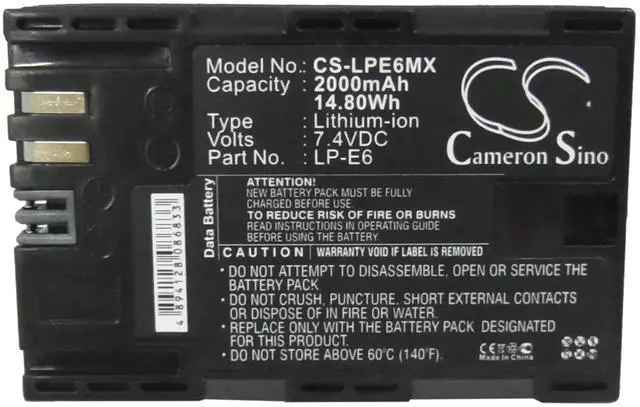 Model No.: CS-LPE6MX
Capacity : 2000mAh
14.80Wh
Type : Lithium-ion
Volts : 7.4VDC
Part No. : LP-E6
CS
Cameron Sino
Data Battery
4894128086833
ATTENTION!
NEW BATTERY PACK MUST BE FULLY
CHARGED BEFORE USE
TO REDUCE RISK OF FIRE OR BURNS
READ INSTRUCTIONS IN OPERATING GUIDE
BEFORE USING THE BATTERY
CAUTION WARRANTY VOID IF LABEL IS REMOVED
• DO NOT ATTEMPT TO DISASSEMBLE, OPEN OR SERVICE
BATTERY PACK
• DO NOT CRUSH, PUNCTURE, SHORT EXTERNAL CONTACTS
OR DISPOSE OF IN FIRE OR WATER.
• REPLACE ONLY WITH THE BATTERY PACK SPECIFIED
FOR THIS PRODUCT.
• DO NOT STORE ABOVE 60°C (140°F).
CE
Made In China